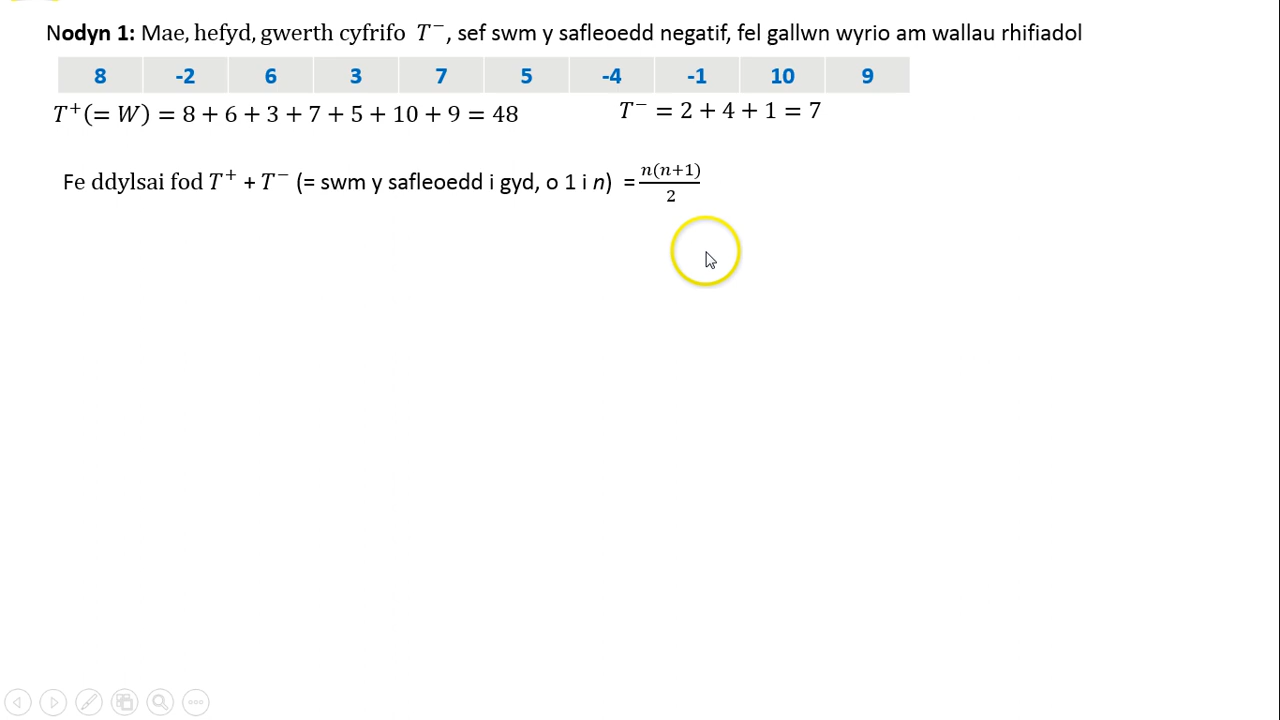 Nodyn 1: Mae, hefyd, gwerth cyfrifo T⁻, sef swm y safleoedd negatif, fel gallwn wyrio am wallau rhifiadol
8 -2 6 3 7 5 -4 -1 10 9
T⁺(= W) = 8 + 6 + 3 + 7 + 5 + 10 + 9 = 48 T⁻ = 2 + 4 + 1 = 7
Fe ddylsai fod T⁺ + T⁻ (= swm y safleoedd i gyd, o 1 i n) = n(n+1)/2